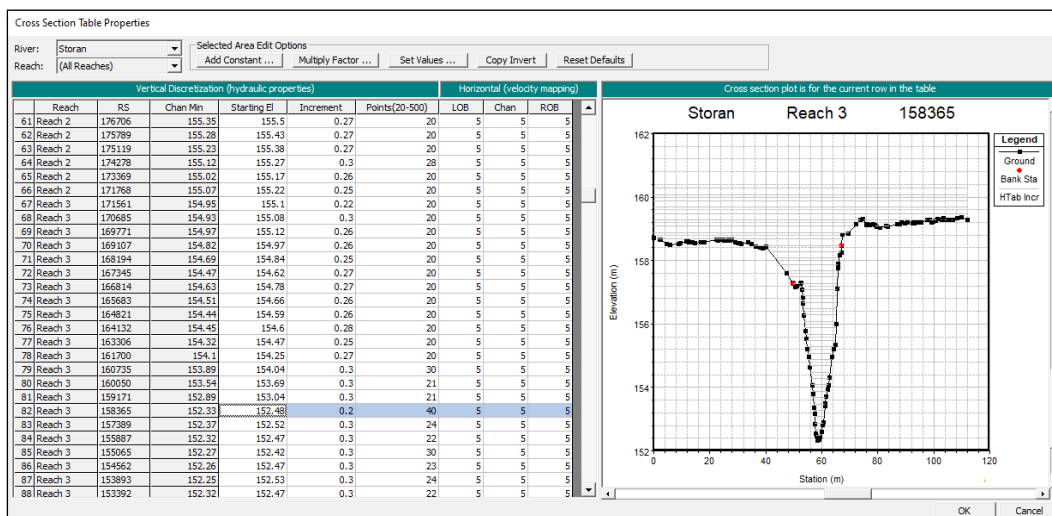 Cross Section Table Properties
River: Storan
Reach: (All Reaches)
Selected Area Edit Options
Add Constant ... Multiply Factor ... Set Values ... Copy Invert Reset Defaults
Vertical Discretization (hydraulic properties) Horizontal (velocity mapping)
Reach RS Chan Min Starting El Increment Points(20-500) LOB Chan ROB
61 Reach 2 176706 155.35 155.5 0.27 20 5 5 5
62 Reach 2 175789 155.28 155.43 0.27 20 5 5 5
63 Reach 2 175119 155.23 155.38 0.27 20 5 5 5
64 Reach 2 174278 155.12 155.27 0.3 28 5 5 5
65 Reach 2 173369 155.02 155.17 0.26 20 5 5 5
66 Reach 2 171768 155.07 155.22 0.25 20 5 5 5
67 Reach 3 171561 154.95 155.1 0.22 20 5 5 5
68 Reach 3 170685 154.93 155.08 0.3 20 5 5 5
69 Reach 3 169771 154.97 155.12 0.26 20 5 5 5
70 Reach 3 169107 154.82 154.97 0.26 20 5 5 5
71 Reach 3 168194 154.69 154.84 0.25 20 5 5 5
72 Reach 3 167345 154.47 154.62 0.27 20 5 5 5
73 Reach 3 166814 154.63 154.78 0.27 20 5 5 5
74 Reach 3 165683 154.51 154.66 0.26 20 5 5 5
75 Reach 3 164821 154.44 154.59 0.26 20 5 5 5
76 Reach 3 164132 154.45 154.6 0.28 20 5 5 5
77 Reach 3 163306 154.32 154.47 0.25 20 5 5 5
78 Reach 3 161700 154.1 154.25 0.27 20 5 5 5
79 Reach 3 160735 153.89 154.04 0.3 30 5 5 5
80 Reach 3 160050 153.54 153.69 0.3 21 5 5 5
81 Reach 3 159171 152.89 153.04 0.3 21 5 5 5
82 Reach 3 158365 152.33 152.48 0.2 40 5 5 5
83 Reach 3 157389 152.37 152.52 0.3 24 5 5 5
84 Reach 3 155887 152.32 152.47 0.3 22 5 5 5
85 Reach 3 155065 152.27 152.42 0.3 30 5 5 5
86 Reach 3 154562 152.26 152.47 0.3 23 5 5 5
87 Reach 3 153893 152.25 152.53 0.3 24 5 5 5
88 Reach 3 153392 152.32 152.47 0.3 22 5 5 5
Cross section plot is for the current row in the table
Storan Reach 3 158365
162
160
158
156
154
152
Elevation (m)
0 20 40 60 80 100 120
Station (m)
Legend
Ground
Bank Sta
HTab Incr
OK Cancel